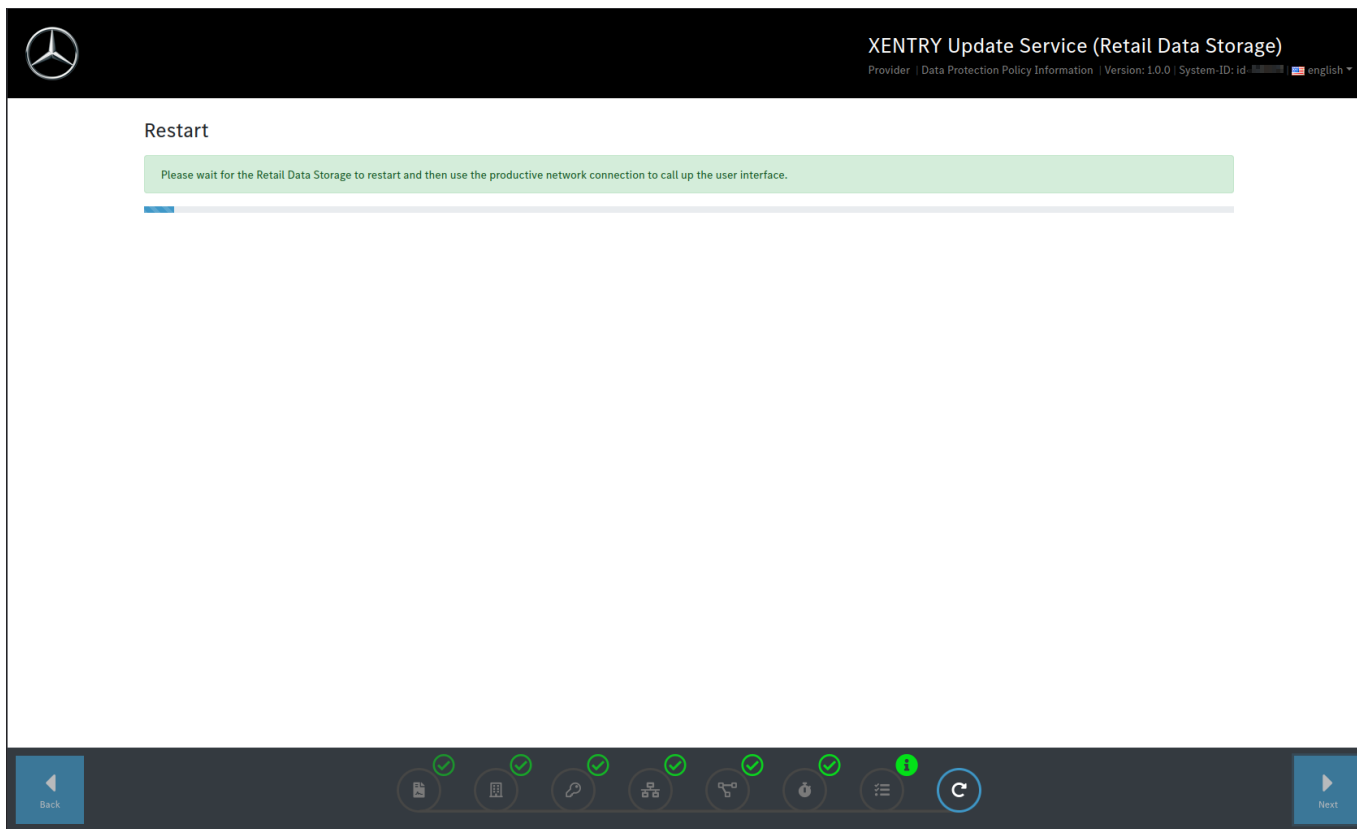 XENTRY Update Service (Retail Data Storage)
Provider | Data Protection Policy Information | Version: 1.0.0 | System-ID: id- | english
Restart
Please wait for the Retail Data Storage to restart and then use the productive network connection to call up the user interface.
Back
Next